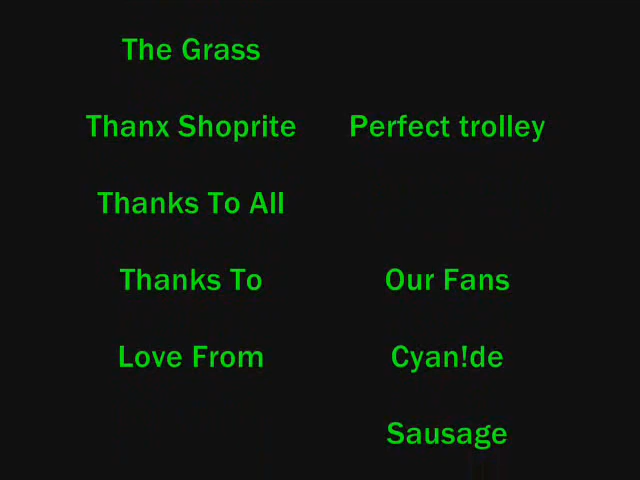 The Grass
Thanx Shoprite Perfect trolley
Thanks To All
Thanks To Our Fans
Love From Cyan!de
Sausage